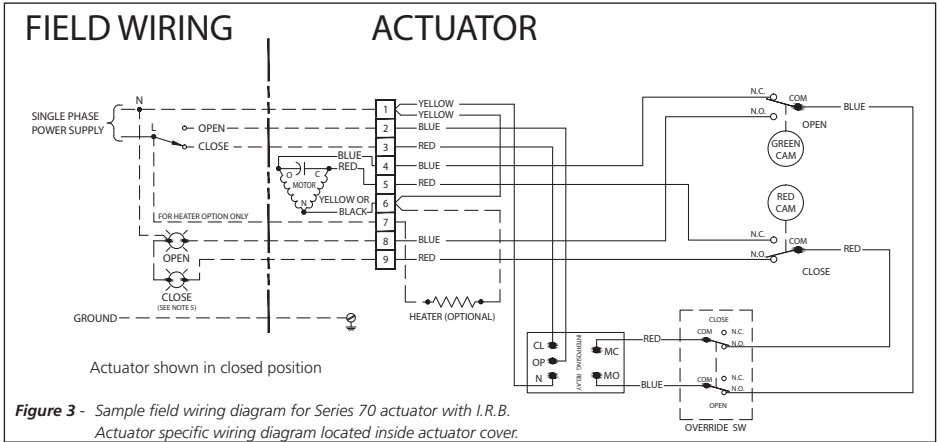 FIELD WIRING
ACTUATOR
N
SINGLE PHASE
POWER SUPPLY
L
OPEN
CLOSE
FOR HEATER OPTION ONLY
OPEN
CLOSE
(SEE NOTE 5)
GROUND
BLUE
RED
O
C
MOTOR
N
YELLOW OR
BLACK
1
2
3
4
5
6
7
8
9
YELLOW
YELLOW
BLUE
RED
BLUE
RED
BLUE
RED
HEATER (OPTIONAL)
N.C.
COM
N.O.
OPEN
BLUE
GREEN
CAM
RED
CAM
N.C.
COM
N.O.
RED
CLOSE
CL
OP
N
INTERPOSING RELAY
MC
MO
RED
BLUE
CLOSE
COM
N.C.
N.O.
COM
N.C.
N.O.
OPEN
OVERRIDE SW
Actuator shown in closed position
Figure 3 - Sample field wiring diagram for Series 70 actuator with I.R.B.
Actuator specific wiring diagram located inside actuator cover.